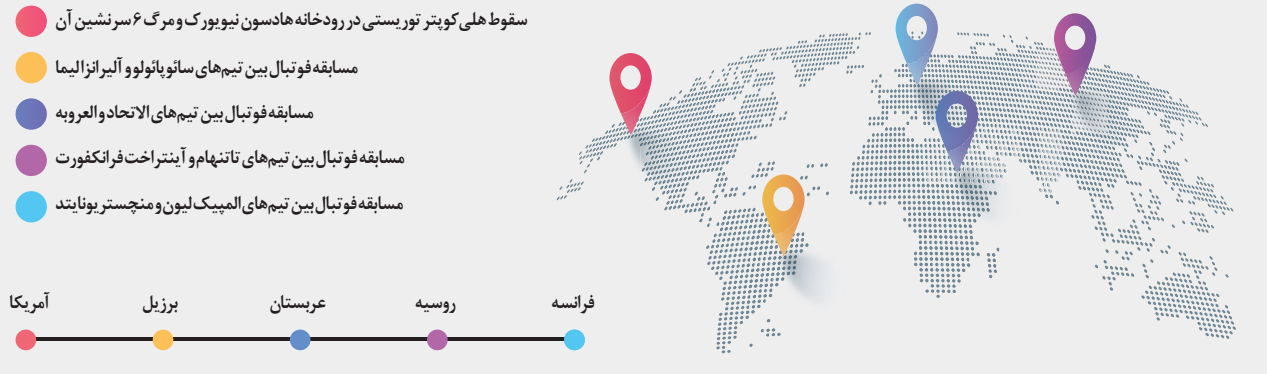 سقوط هلی‌کوپتر توریستی در رودخانه هادسون نیویورک و مرگ ۶ سرنشین آن
مسابقه فوتبال بین تیم‌های سائوپائولو و آلیرانزا لیما
مسابقه فوتبال بین تیم‌های الاتحاد و العروبه
مسابقه فوتبال بین تیم‌های تاتنهام و آینتراخت فرانکفورت
مسابقه فوتبال بین تیم‌های المپیک لیون و منچستر یونایتد
فرانسه روسیه عربستان برزیل آمریکا